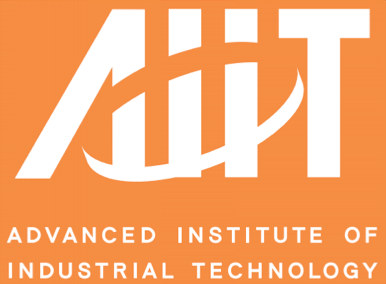 AIIT
ADVANCED INSTITUTE OF
INDUSTRIAL TECHNOLOGY